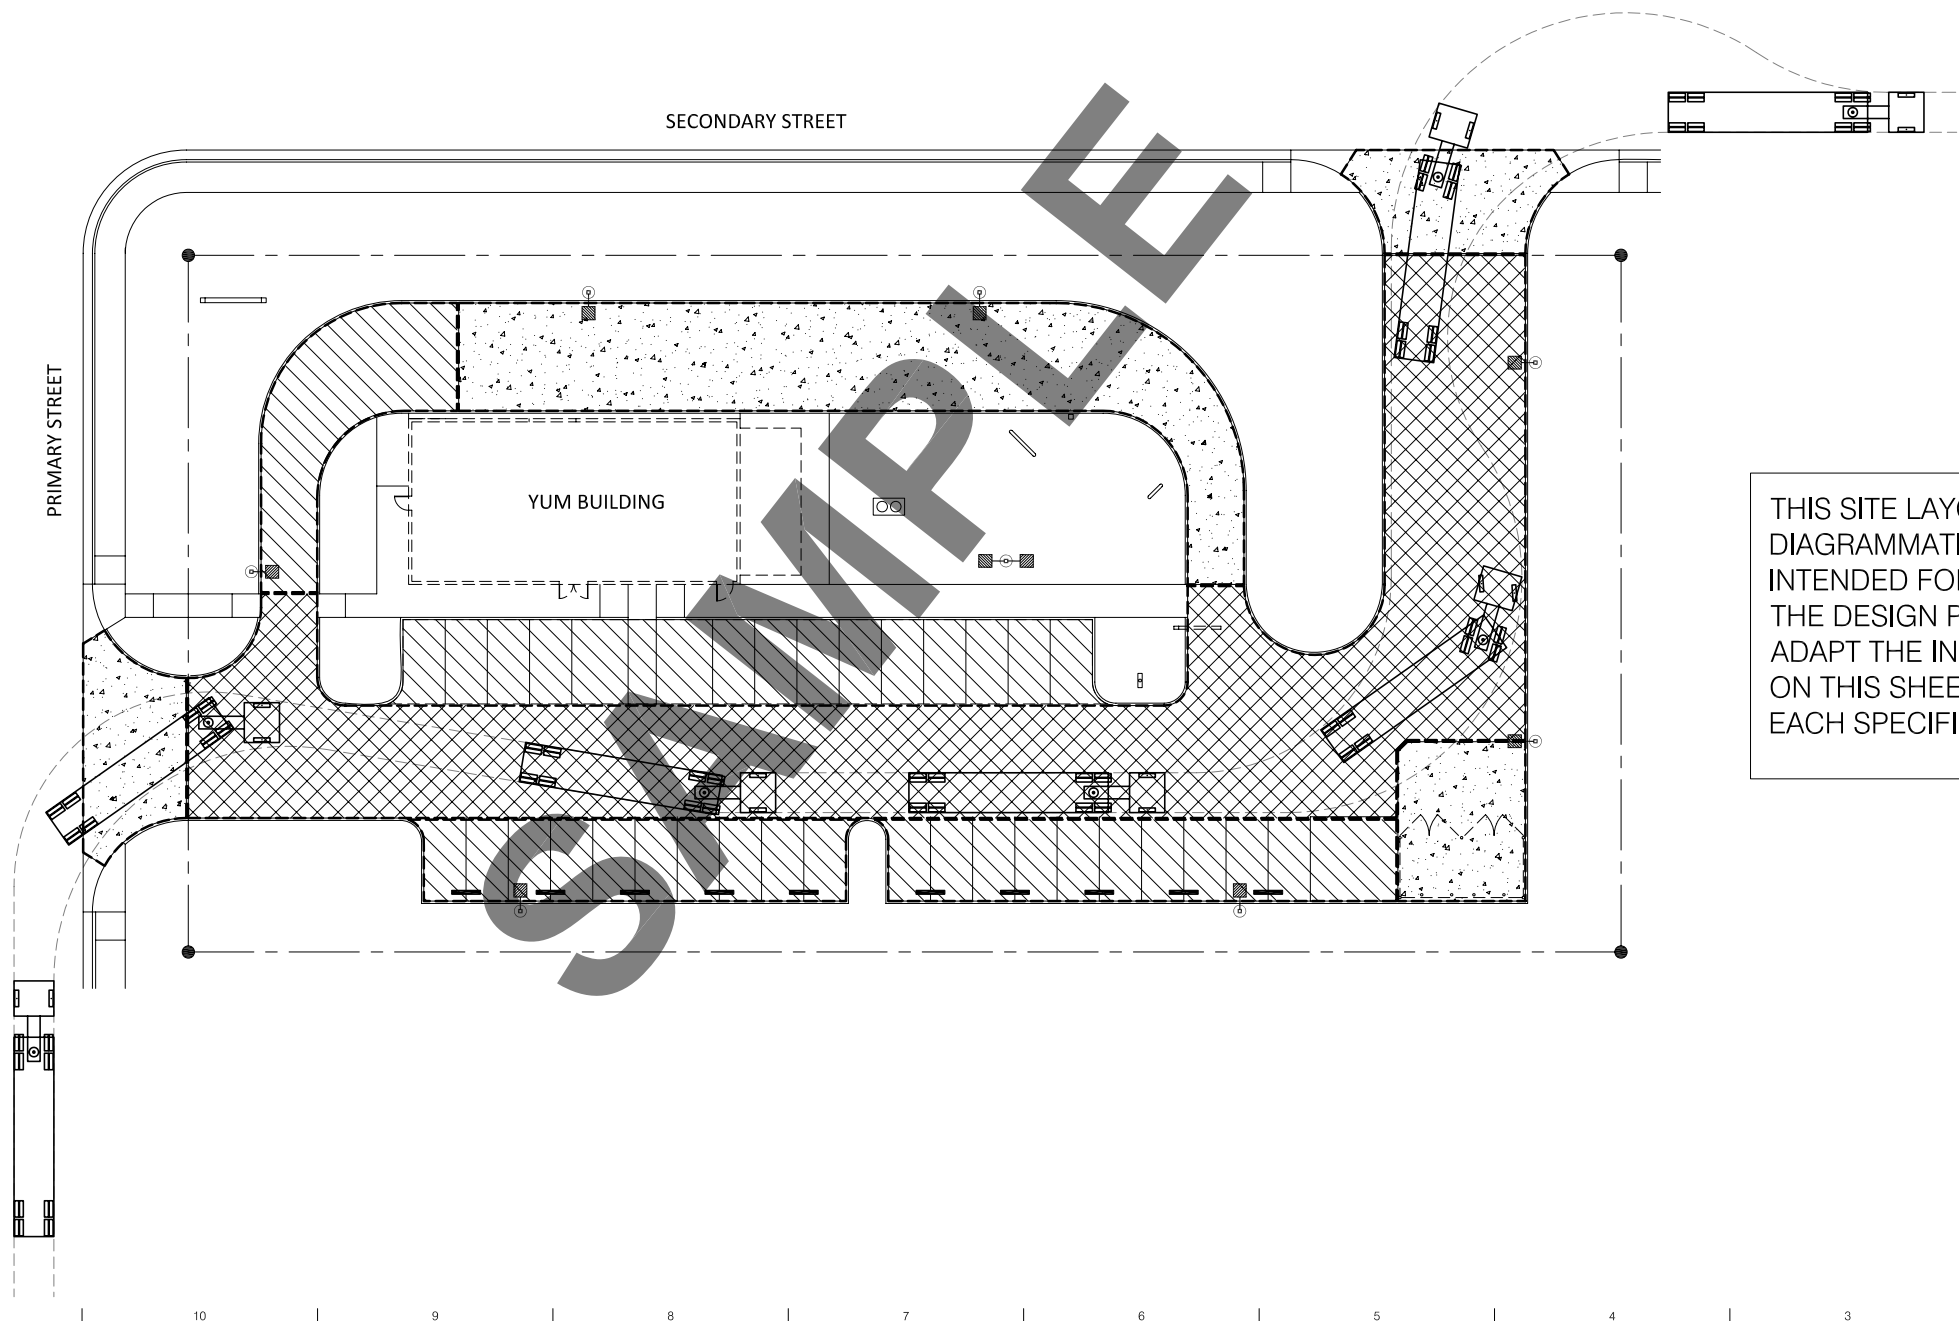 SECONDARY STREET
PRIMARY STREET
YUM BUILDING
SAMPLE
THIS SITE LAY
DIAGRAMMAT
INTENDED FO
THE DESIGN P
ADAPT THE IN
ON THIS SHEE
EACH SPECIFI
10 9 8 7 6 5 4 3